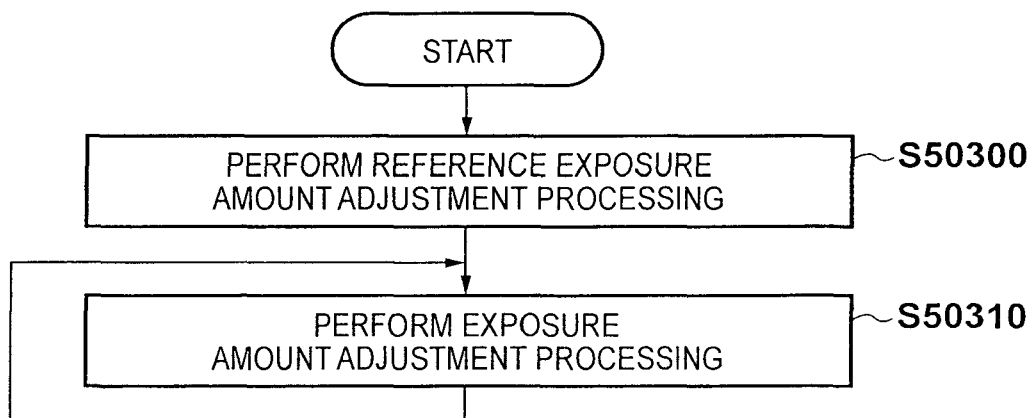 START
PERFORM REFERENCE EXPOSURE
AMOUNT ADJUSTMENT PROCESSING
S50300
PERFORM EXPOSURE
AMOUNT ADJUSTMENT PROCESSING
S50310